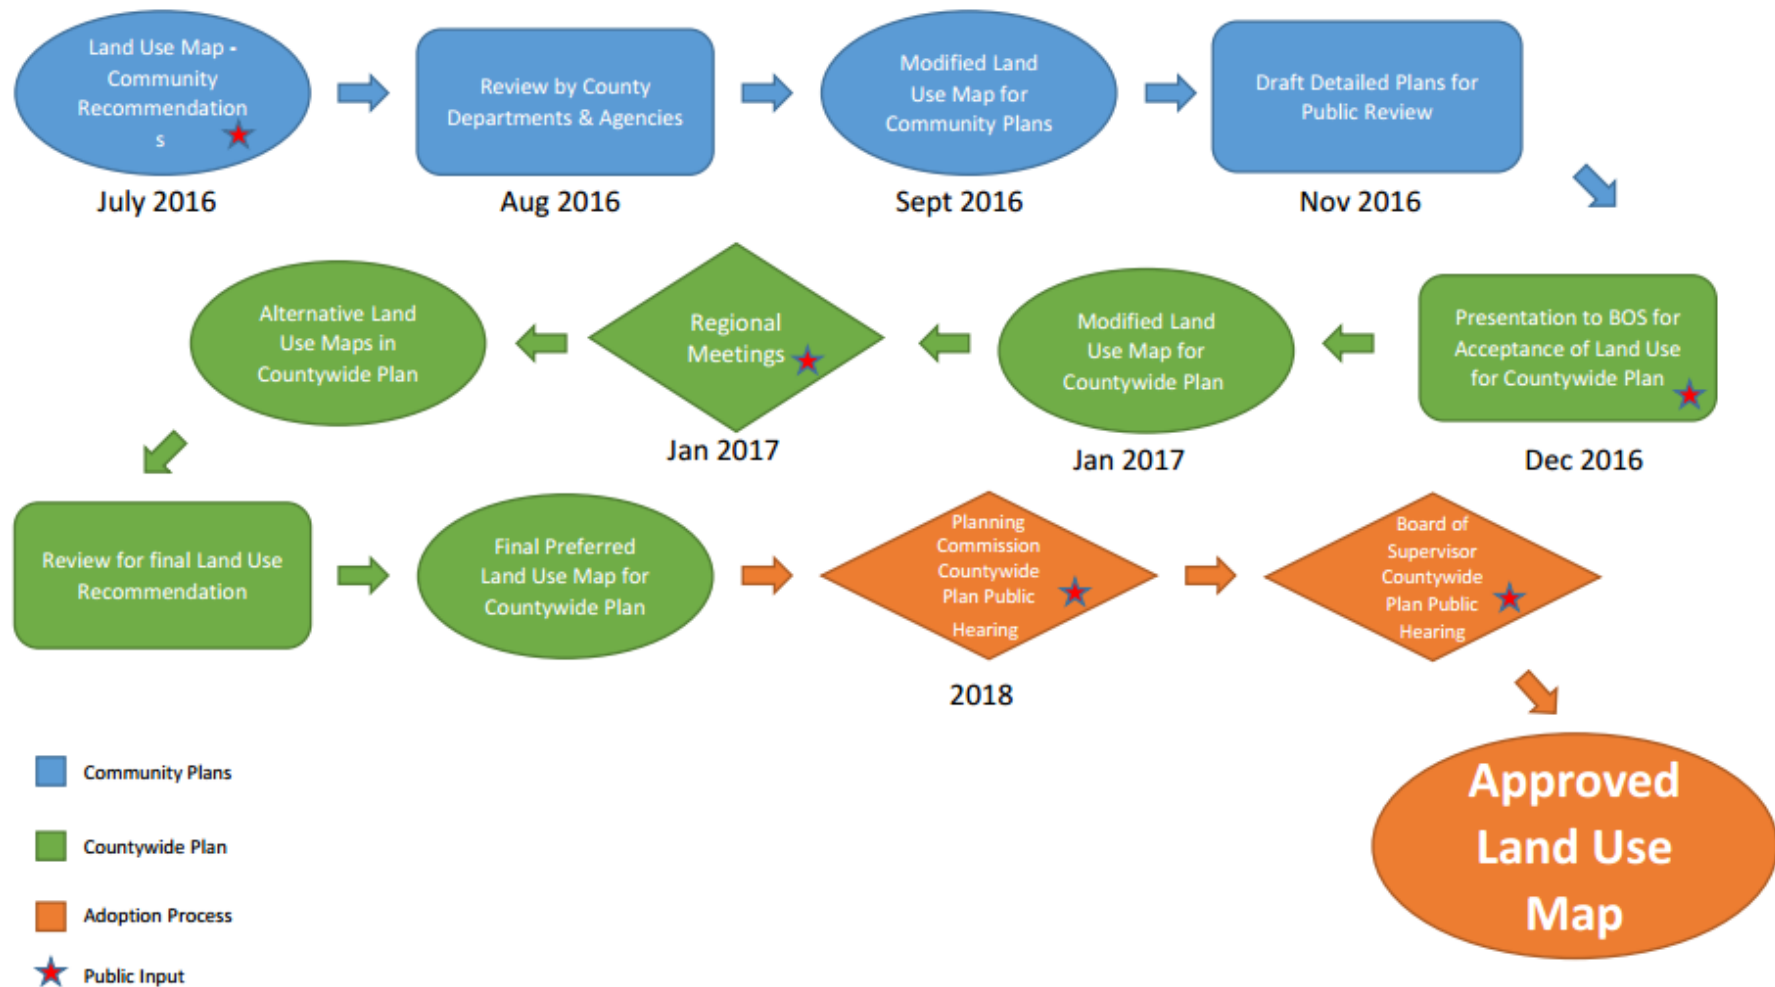 Land Use Map -
Community
Recommendation
s
July 2016
Review by County
Departments & Agencies
Aug 2016
Modified Land
Use Map for
Community Plans
Sept 2016
Draft Detailed Plans for
Public Review
Nov 2016
Presentation to BOS for
Acceptance of Land Use
for Countywide Plan
Dec 2016
Modified Land
Use Map for
Countywide Plan
Jan 2017
Regional
Meetings
Jan 2017
Alternative Land
Use Maps in
Countywide Plan
Review for final Land Use
Recommendation
Final Preferred
Land Use Map for
Countywide Plan
Planning
Commission
Countywide
Plan Public
Hearing
2018
Board of
Supervisor
Countywide
Plan Public
Hearing
Approved
Land Use
Map
Community Plans
Countywide Plan
Adoption Process
Public Input